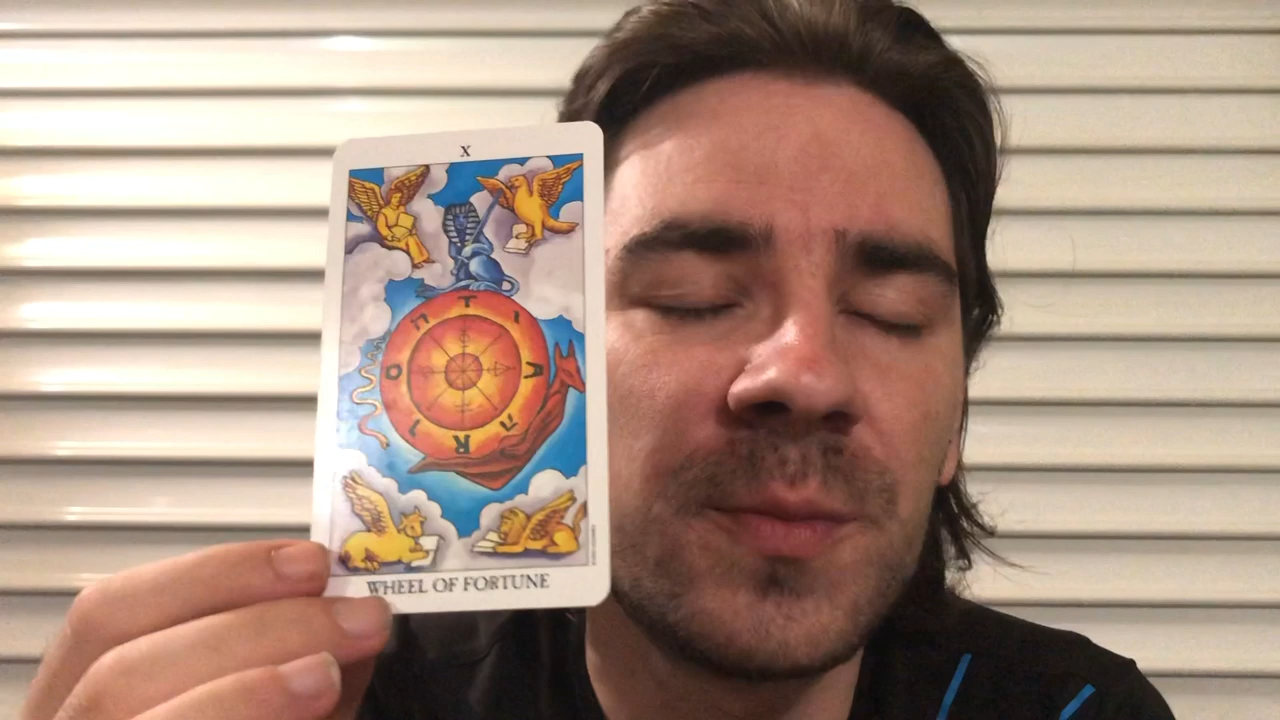 X
T
ה י
O A
ו ה
R
WHEEL OF FORTUNE